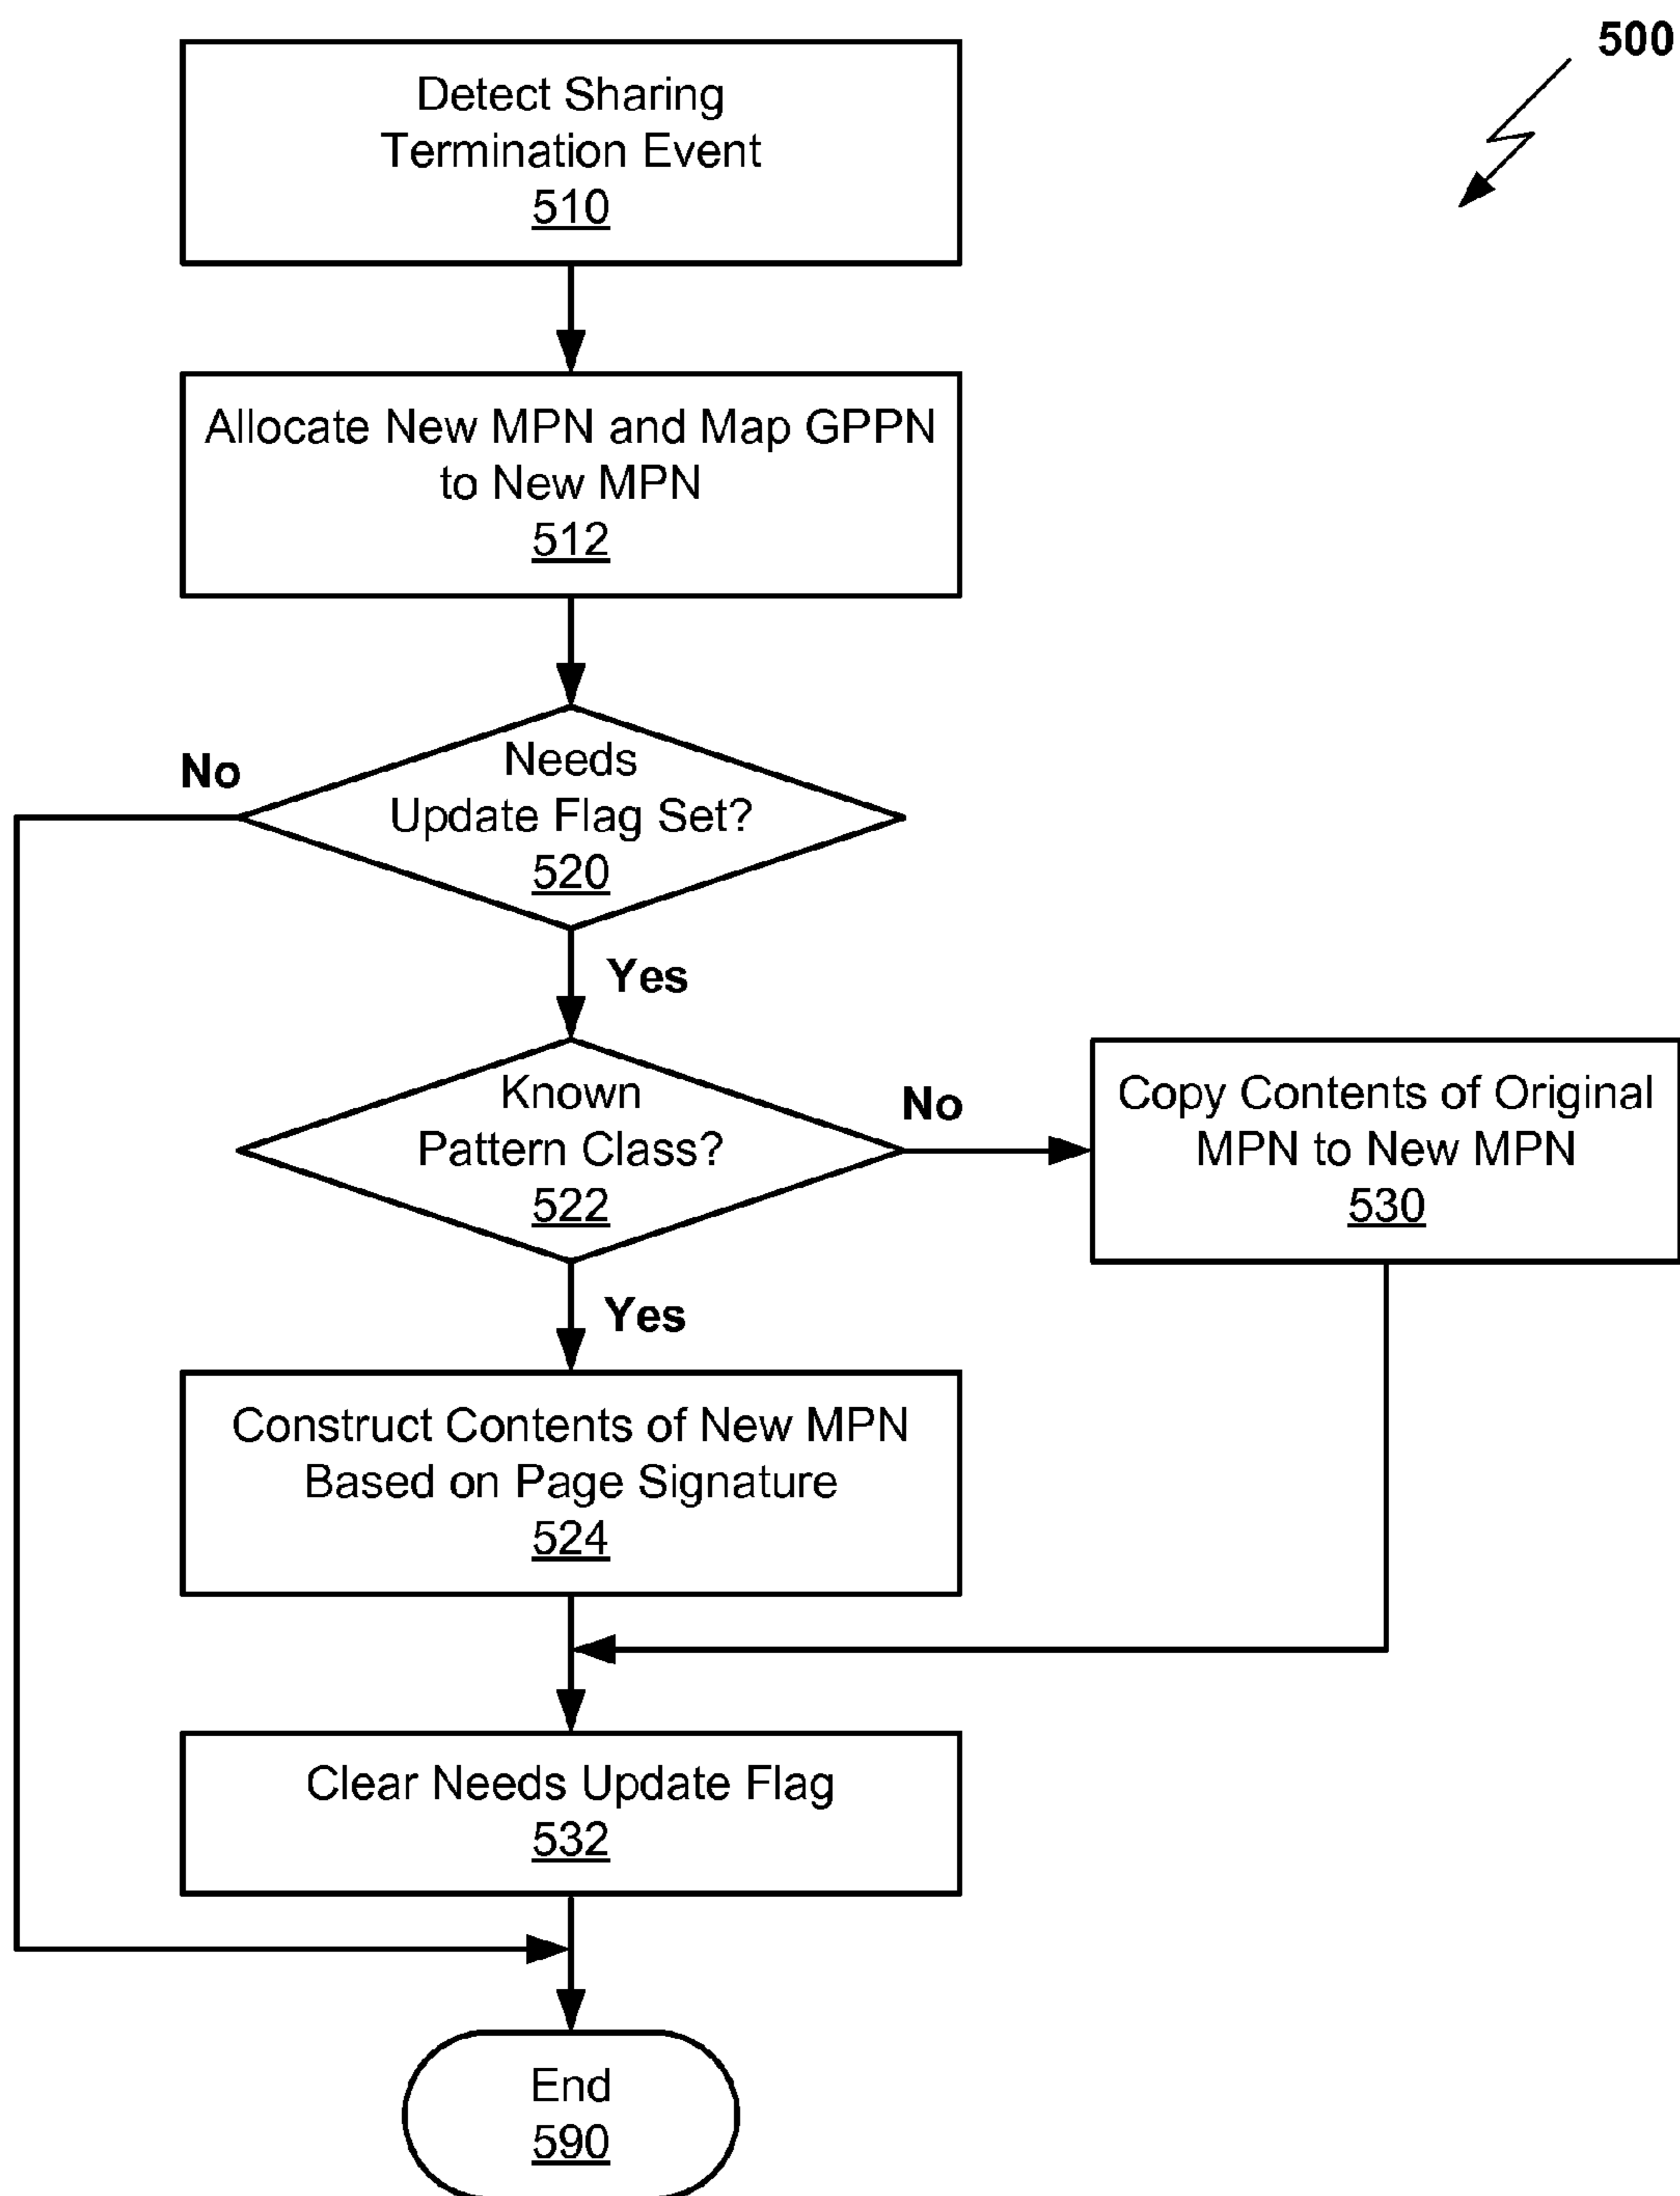 500
Detect Sharing
Termination Event
510
Allocate New MPN and Map GPPN
to New MPN
512
No
Needs
Update Flag Set?
520
Yes
Known
Pattern Class?
522
No
Copy Contents of Original
MPN to New MPN
530
Yes
Construct Contents of New MPN
Based on Page Signature
524
Clear Needs Update Flag
532
End
590